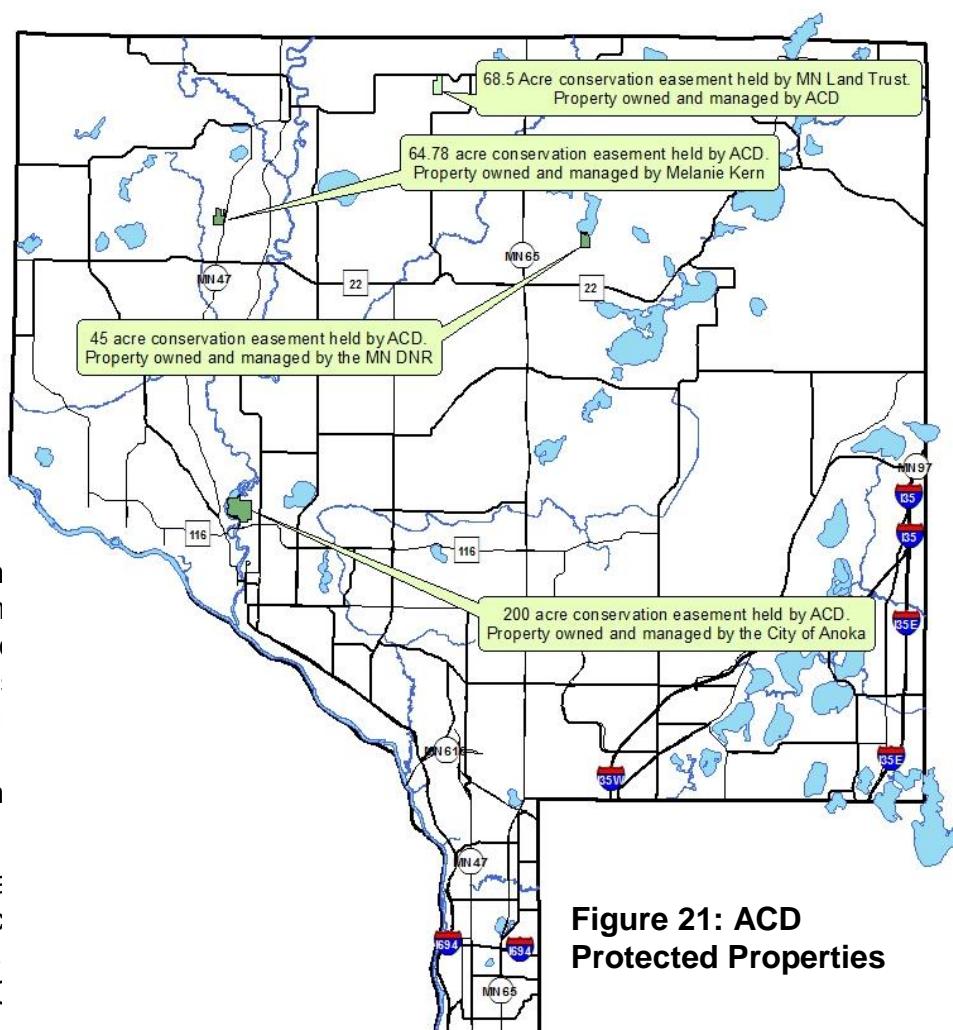 68.5 Acre conservation easement held by MN Land Trust.
Property owned and managed by ACD
64.78 acre conservation easement held by ACD.
Property owned and managed by Melanie Kern
MN 65
MN 47
22
22
45 acre conservation easement held by ACD.
Property owned and managed by the MN DNR
MN 97
I35
I35
116
116
200 acre conservation easement held by ACD.
Property owned and managed by the City of Anoka
I35E
MN 61
I35E
I35W
MN 47
Figure 21: ACD
Protected Properties
I694
I694
MN 65